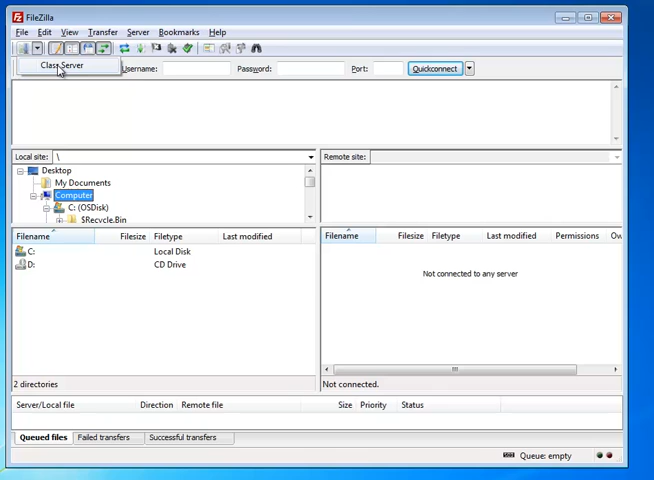 FileZilla
File Edit View Transfer Server Bookmarks Help
Class Server
Username: Password: Port: Quickconnect
Local site: \ Remote site:
Desktop
My Documents
Computer
C: (OSDisk)
$Recycle.Bin
Filename Filesize Filetype Last modified
C: Local Disk
D: CD Drive
2 directories
Filename Filesize Filetype Last modified Permissions Ow
Not connected to any server
Not connected.
Server/Local file Direction Remote file Size Priority Status
Queued files Failed transfers Successful transfers
Queue: empty